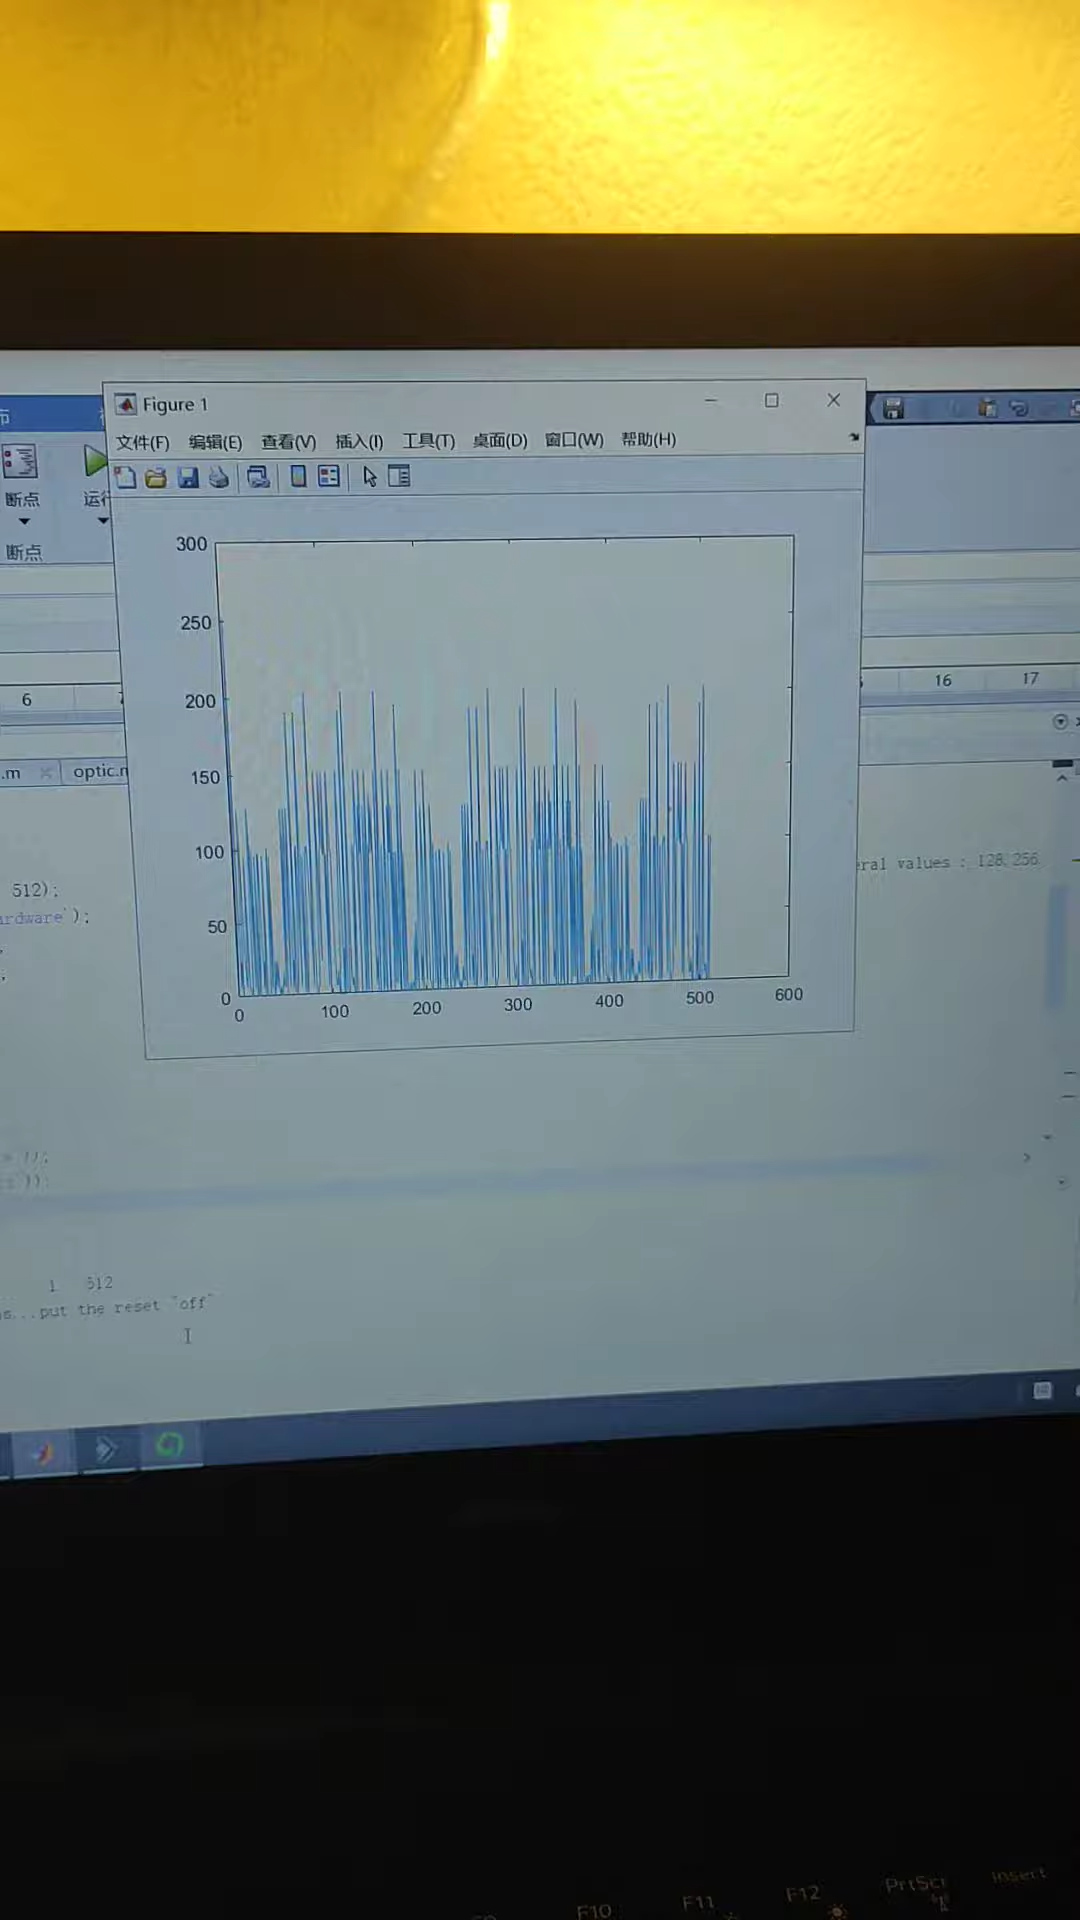 Figure 1
文件(F) 编辑(E) 查看(V) 插入(I) 工具(T) 桌面(D) 窗口(W) 帮助(H)
断点
运行
断点
300
250
200
150
100
50
0
0 100 200 300 400 500 600
6
16 17
.m
optic.m
512);
ardware');
eral values : 128,256
1 512
as...put the reset "off"
F10 F11 F12 PrtScr Insert